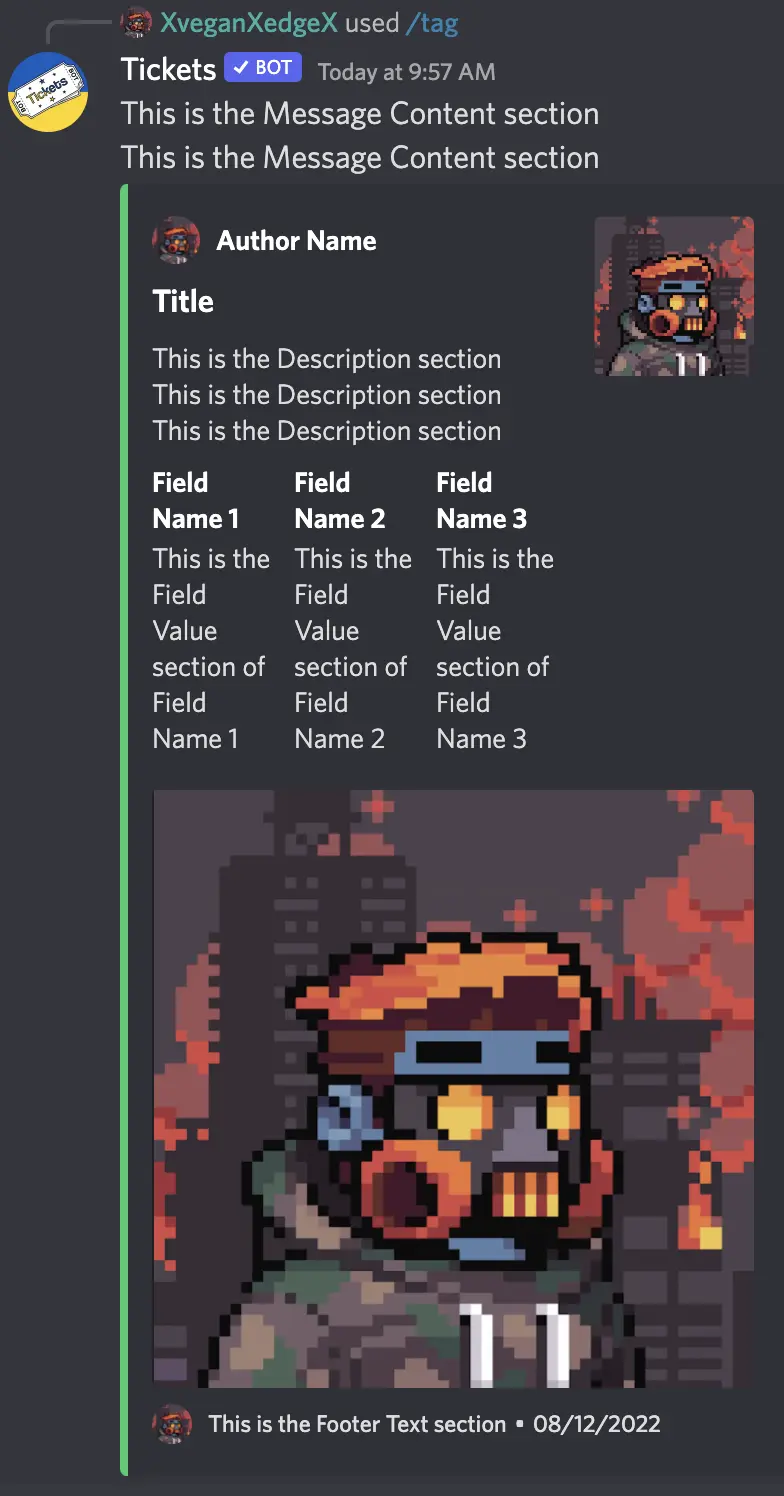 XveganXedgeX used /tag
Tickets BOT Today at 9:57 AM
This is the Message Content section
This is the Message Content section
Author Name
Title
This is the Description section
This is the Description section
This is the Description section
Field
Name 1
This is the
Field
Value
section of
Field
Name 1
Field
Name 2
This is the
Field
Value
section of
Field
Name 2
Field
Name 3
This is the
Field
Value
section of
Field
Name 3
This is the Footer Text section • 08/12/2022
Tickets
BOT
BOT